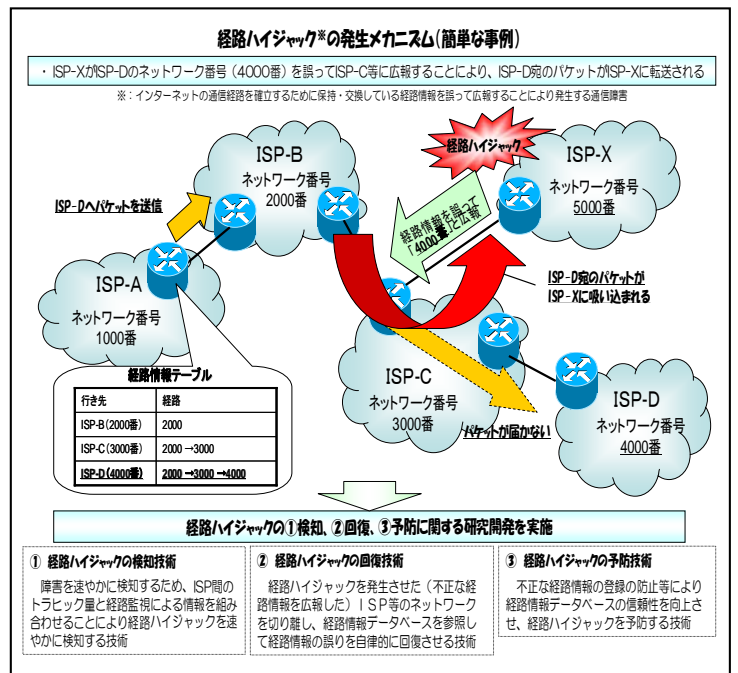 経路ハイジャック※の発生メカニズム(簡単な事例)
・ISP-XがISP-Dのネットワーク番号（4000番）を誤ってISP-C等に広報することにより、ISP-D宛のパケットがISP-Xに転送される
※：インターネットの通信経路を確立するために保持・交換している経路情報を誤って広報することにより発生する通信障害
経路ハイジャック
ISP-B
ネットワーク番号
2000番
ISP-X
ネットワーク番号
5000番
ISP-Dへパケットを送信
経路情報を誤って
「4000番」と広報
ISP-A
ネットワーク番号
1000番
ISP-D宛のパケットが
ISP-Xに吸い込まれる
ISP-C
ネットワーク番号
3000番
ISP-D
ネットワーク番号
4000番
パケットが届かない
経路情報テーブル
行き先 経路
ISP-B(2000番) 2000
ISP-C(3000番) 2000→3000
ISP-D(4000番) 2000→3000→4000
経路ハイジャックの①検知、②回復、③予防に関する研究開発を実施
① 経路ハイジャックの検知技術
障害を速やかに検知するため、ISP間の
トラヒック量と経路監視による情報を組み
合わせることにより経路ハイジャックを速
やかに検知する技術
② 経路ハイジャックの回復技術
経路ハイジャックを発生させた（不正な経
路情報を広報した）ＩＳＰ等のネットワーク
を切り離し、経路情報データベースを参照し
て経路情報の誤りを自律的に回復させる技術
③ 経路ハイジャックの予防技術
不正な経路情報の登録の防止等により
経路情報データベースの信頼性を向上さ
せ、経路ハイジャックを予防する技術